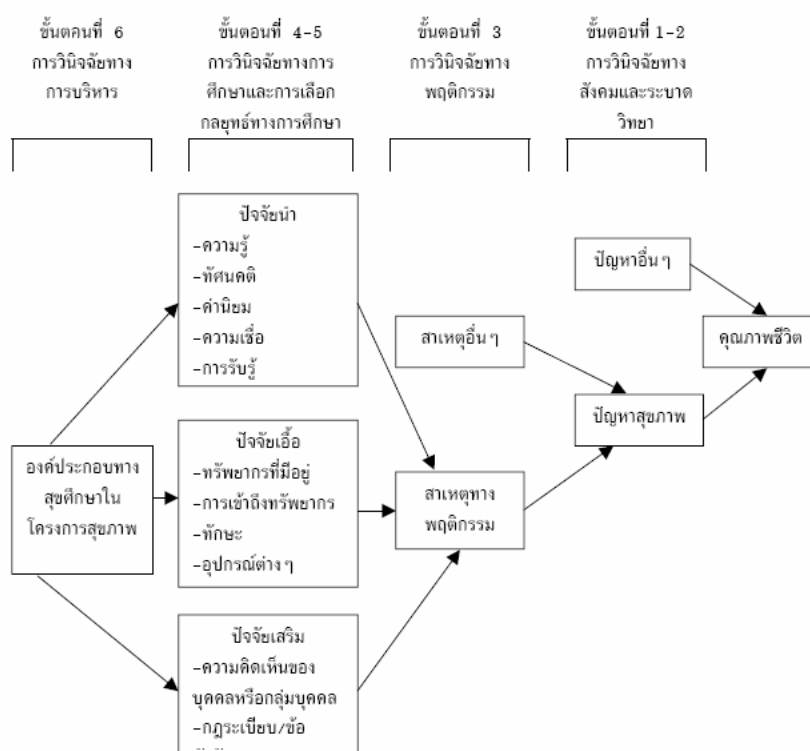 ขั้นตคนที่ 6
การวินิจฉัยทาง
การบริหาร
ขั้นตอนที่ 4-5
การวินิจฉัยทางการ
ศึกษาและการเลือก
กลยุทธ์ทางการศึกษา
ขั้นตอนที่ 3
การวินิจฉัยทาง
พฤติกรรม
ขั้นตอนที่ 1-2
การวินิจฉัยทาง
สังคมและระบาด
วิทยา
ปัจจัยนำ
-ความรู้
-ทัศนคติ
-ค่านิยม
-ความเชื่อ
-การรับรู้
ปัญหาอื่น ๆ
สาเหตุอื่น ๆ
คุณภาพชีวิต
ปัญหาสุขภาพ
องค์ประกอบทาง
สุขศึกษาใน
โครงการสุขภาพ
ปัจจัยเอื้อ
-ทรัพยากรที่มีอยู่
-การเข้าถึงทรัพยากร
-ทักษะ
-อุปกรณ์ต่าง ๆ
สาเหตุทาง
พฤติกรรม
ปัจจัยเสริม
-ความคิดเห็นของ
บุคคลหรือกลุ่มบุคคล
-กฎระเบียบ/ข้อ